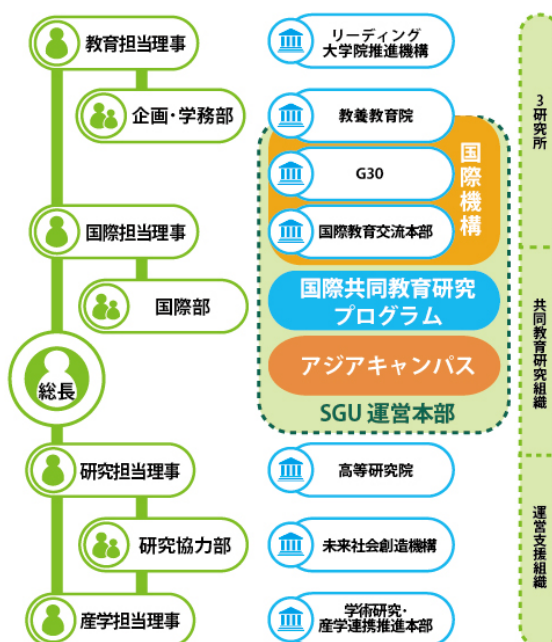 教育担当理事
企画・学務部
国際担当理事
国際部
総長
研究担当理事
研究協力部
産学担当理事
リーディング
大学院推進機構
教養教育院
G30
国際教育交流本部
国際機構
国際共同教育研究
プログラム
アジアキャンパス
SGU 運営本部
高等研究院
未来社会創造機構
学術研究・
産学連携推進本部
3研究所
共同教育研究組織
運営支援組織